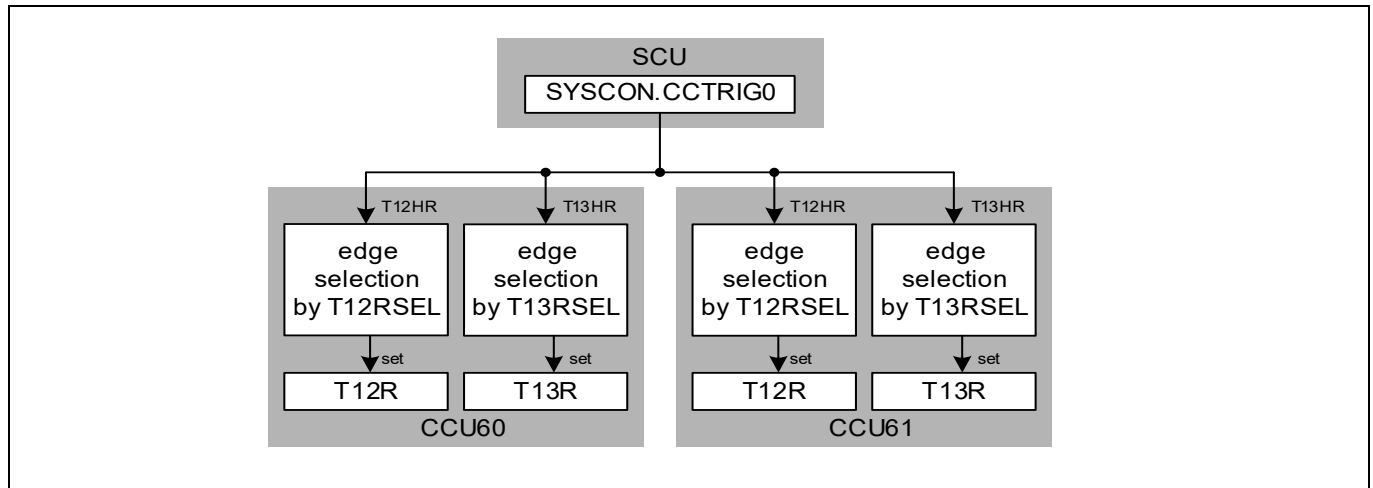 SCU
SYSCON.CCTRIG0
T12HR
T13HR
T12HR
T13HR
edge
selection
by T12RSEL
edge
selection
by T13RSEL
edge
selection
by T12RSEL
edge
selection
by T13RSEL
set
set
set
set
T12R
T13R
T12R
T13R
CCU60
CCU61